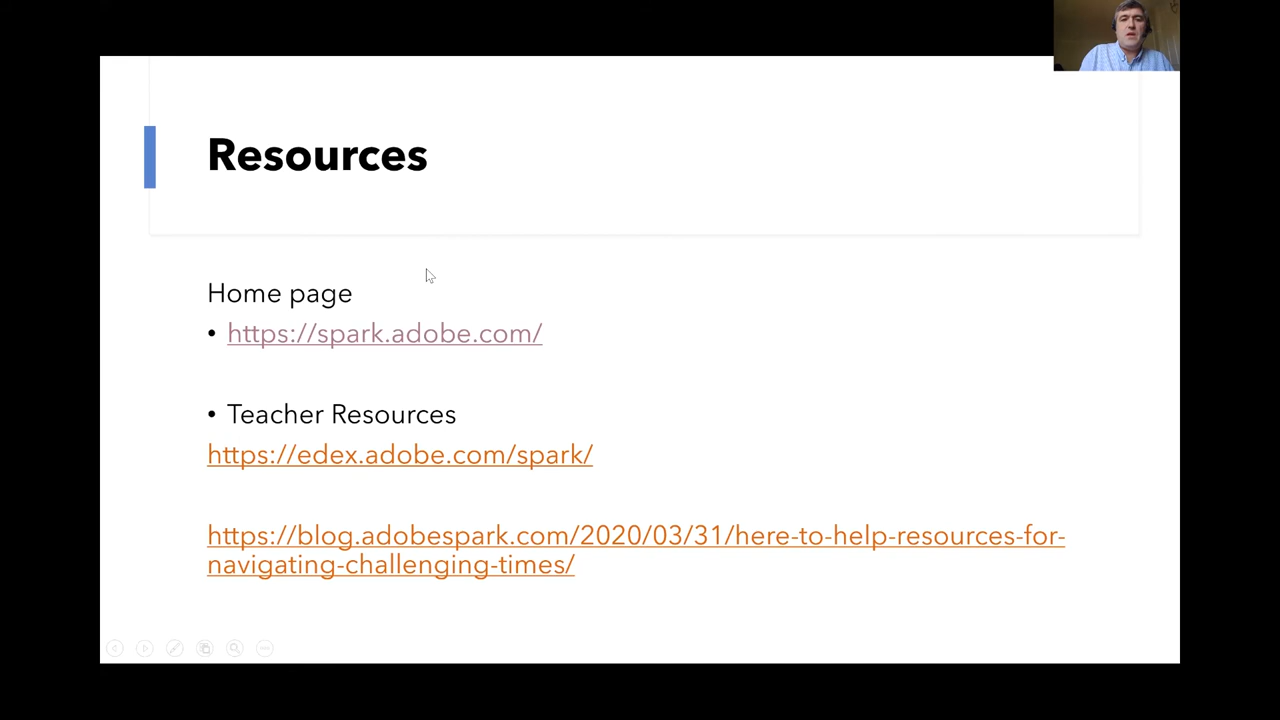 Resources
Home page
• https://spark.adobe.com/
• Teacher Resources
https://edex.adobe.com/spark/
https://blog.adobespark.com/2020/03/31/here-to-help-resources-for-
navigating-challenging-times/